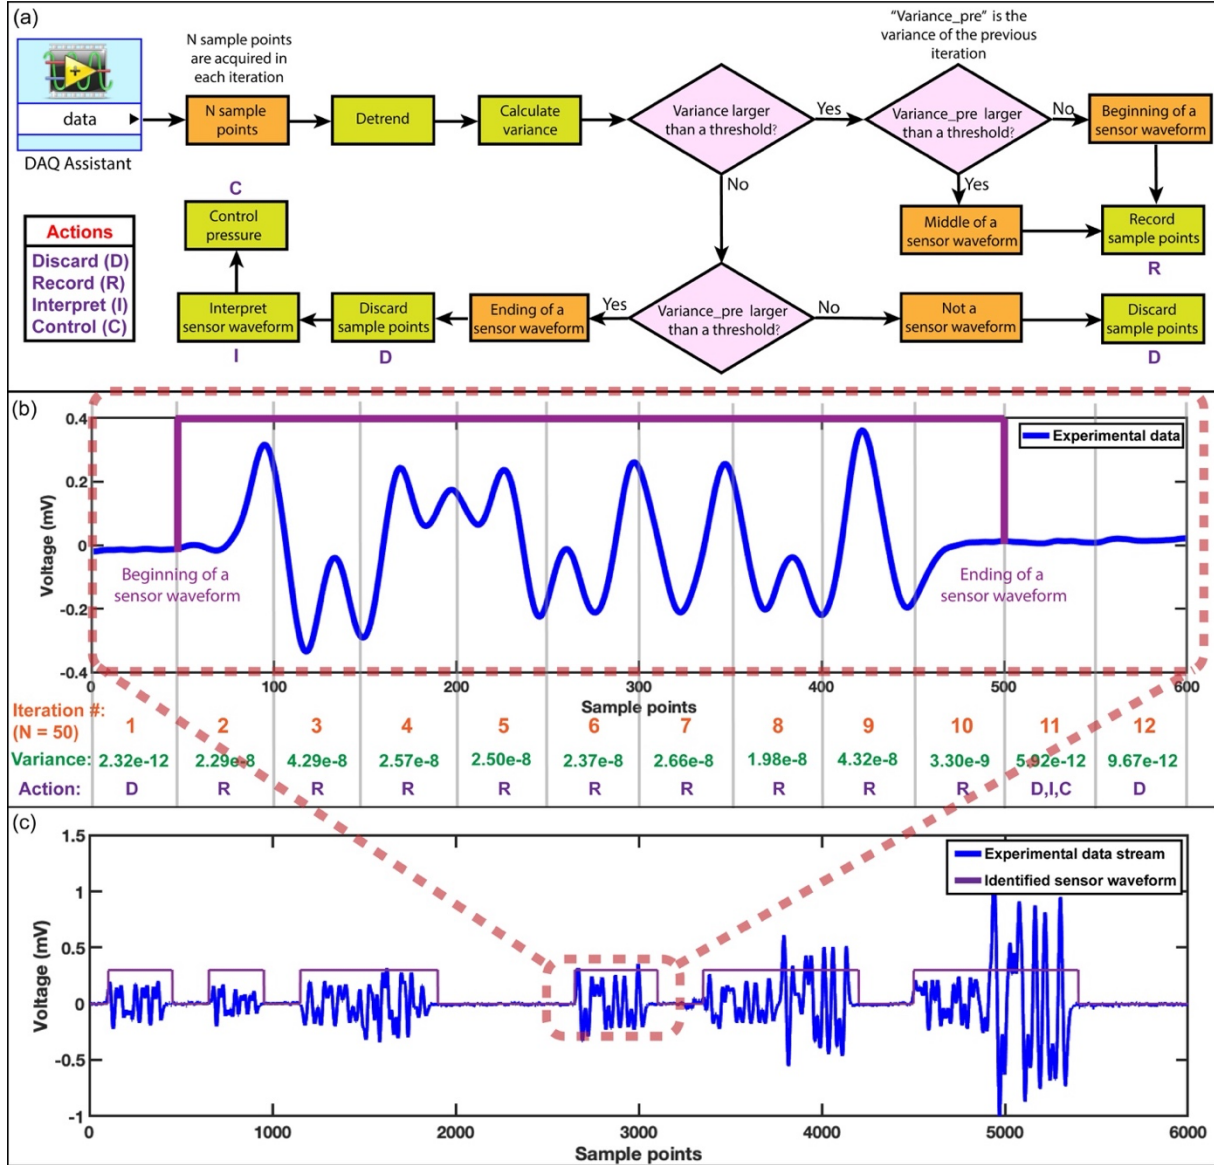 (a)
N sample points
are acquired in
each iteration
"Variance_pre" is the
variance of the previous
iteration
data
DAQ Assistant
N sample
points
Detrend
Calculate
variance
Variance larger
than a threshold?
Yes
Variance_pre larger
than a threshold?
No
Beginning of a
sensor waveform
No
Yes
C
Control
pressure
Middle of a
sensor waveform
Record
sample points
R
Actions
Discard (D)
Record (R)
Interpret (I)
Control (C)
Interpret
sensor waveform
I
Discard
sample points
D
Ending of a
sensor waveform
Yes
Variance_pre larger
than a threshold?
No
Not a
sensor waveform
Discard
sample points
D
(b)
0.4
0.2
0
-0.2
-0.4
Voltage (mV)
Experimental data
Beginning of a
sensor waveform
Ending of a
sensor waveform
0 100 200 300 400 500 600
Sample points
Iteration #:
(N = 50)
1 2 3 4 5 6 7 8 9 10 11 12
Variance: 2.32e-12 2.29e-8 4.29e-8 2.57e-8 2.50e-8 2.37e-8 2.66e-8 1.98e-8 4.32e-8 3.30e-9 5.92e-12 9.67e-12
Action: D R R R R R R R R R D,I,C D
(c)
1.5
1
0.5
0
-0.5
-1
Voltage (mV)
Experimental data stream
Identified sensor waveform
0 1000 2000 3000 4000 5000 6000
Sample points